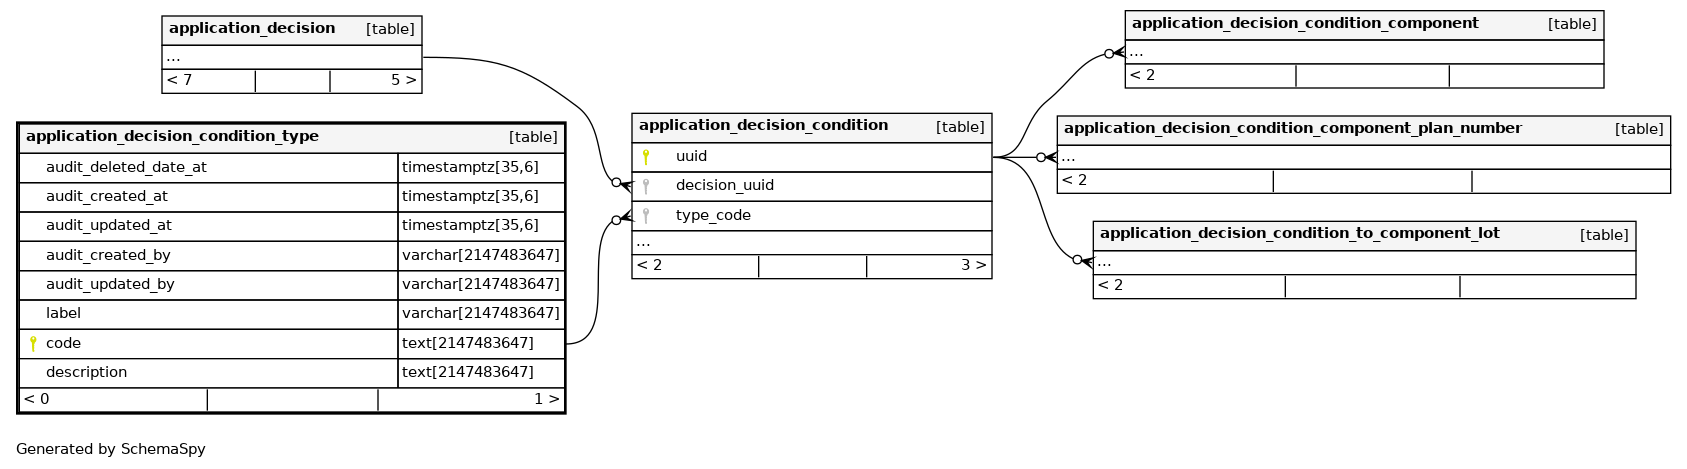 application_decision [table]
...
< 7 5 >
application_decision_condition_type [table]
audit_deleted_date_at timestamptz[35,6]
audit_created_at timestamptz[35,6]
audit_updated_at timestamptz[35,6]
audit_created_by varchar[2147483647]
audit_updated_by varchar[2147483647]
label varchar[2147483647]
code text[2147483647]
description text[2147483647]
< 0 1 >
application_decision_condition [table]
uuid
decision_uuid
type_code
...
< 2 3 >
application_decision_condition_component [table]
...
< 2
application_decision_condition_component_plan_number [table]
...
< 2
application_decision_condition_to_component_lot [table]
...
< 2
Generated by SchemaSpy